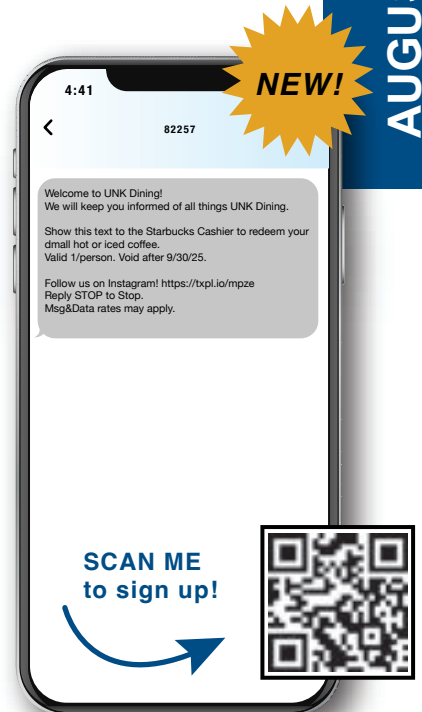 AUGUS
NEW!
4:41
82257
Welcome to UNK Dining!
We will keep you informed of all things UNK Dining.
Show this text to the Starbucks Cashier to redeem your
dmall hot or iced coffee.
Valid 1/person. Void after 9/30/25.
Follow us on Instagram! https://txpl.io/mpze
Reply STOP to Stop.
Msg&Data rates may apply.
SCAN ME
to sign up!